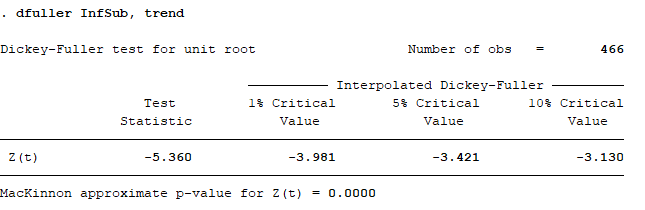 . dfuller InfSub, trend
Dickey-Fuller test for unit root Number of obs = 466
Interpolated Dickey-Fuller
Test 1% Critical 5% Critical 10% Critical
Statistic Value Value Value
Z(t) -5.360 -3.981 -3.421 -3.130
MacKinnon approximate p-value for Z(t) = 0.0000